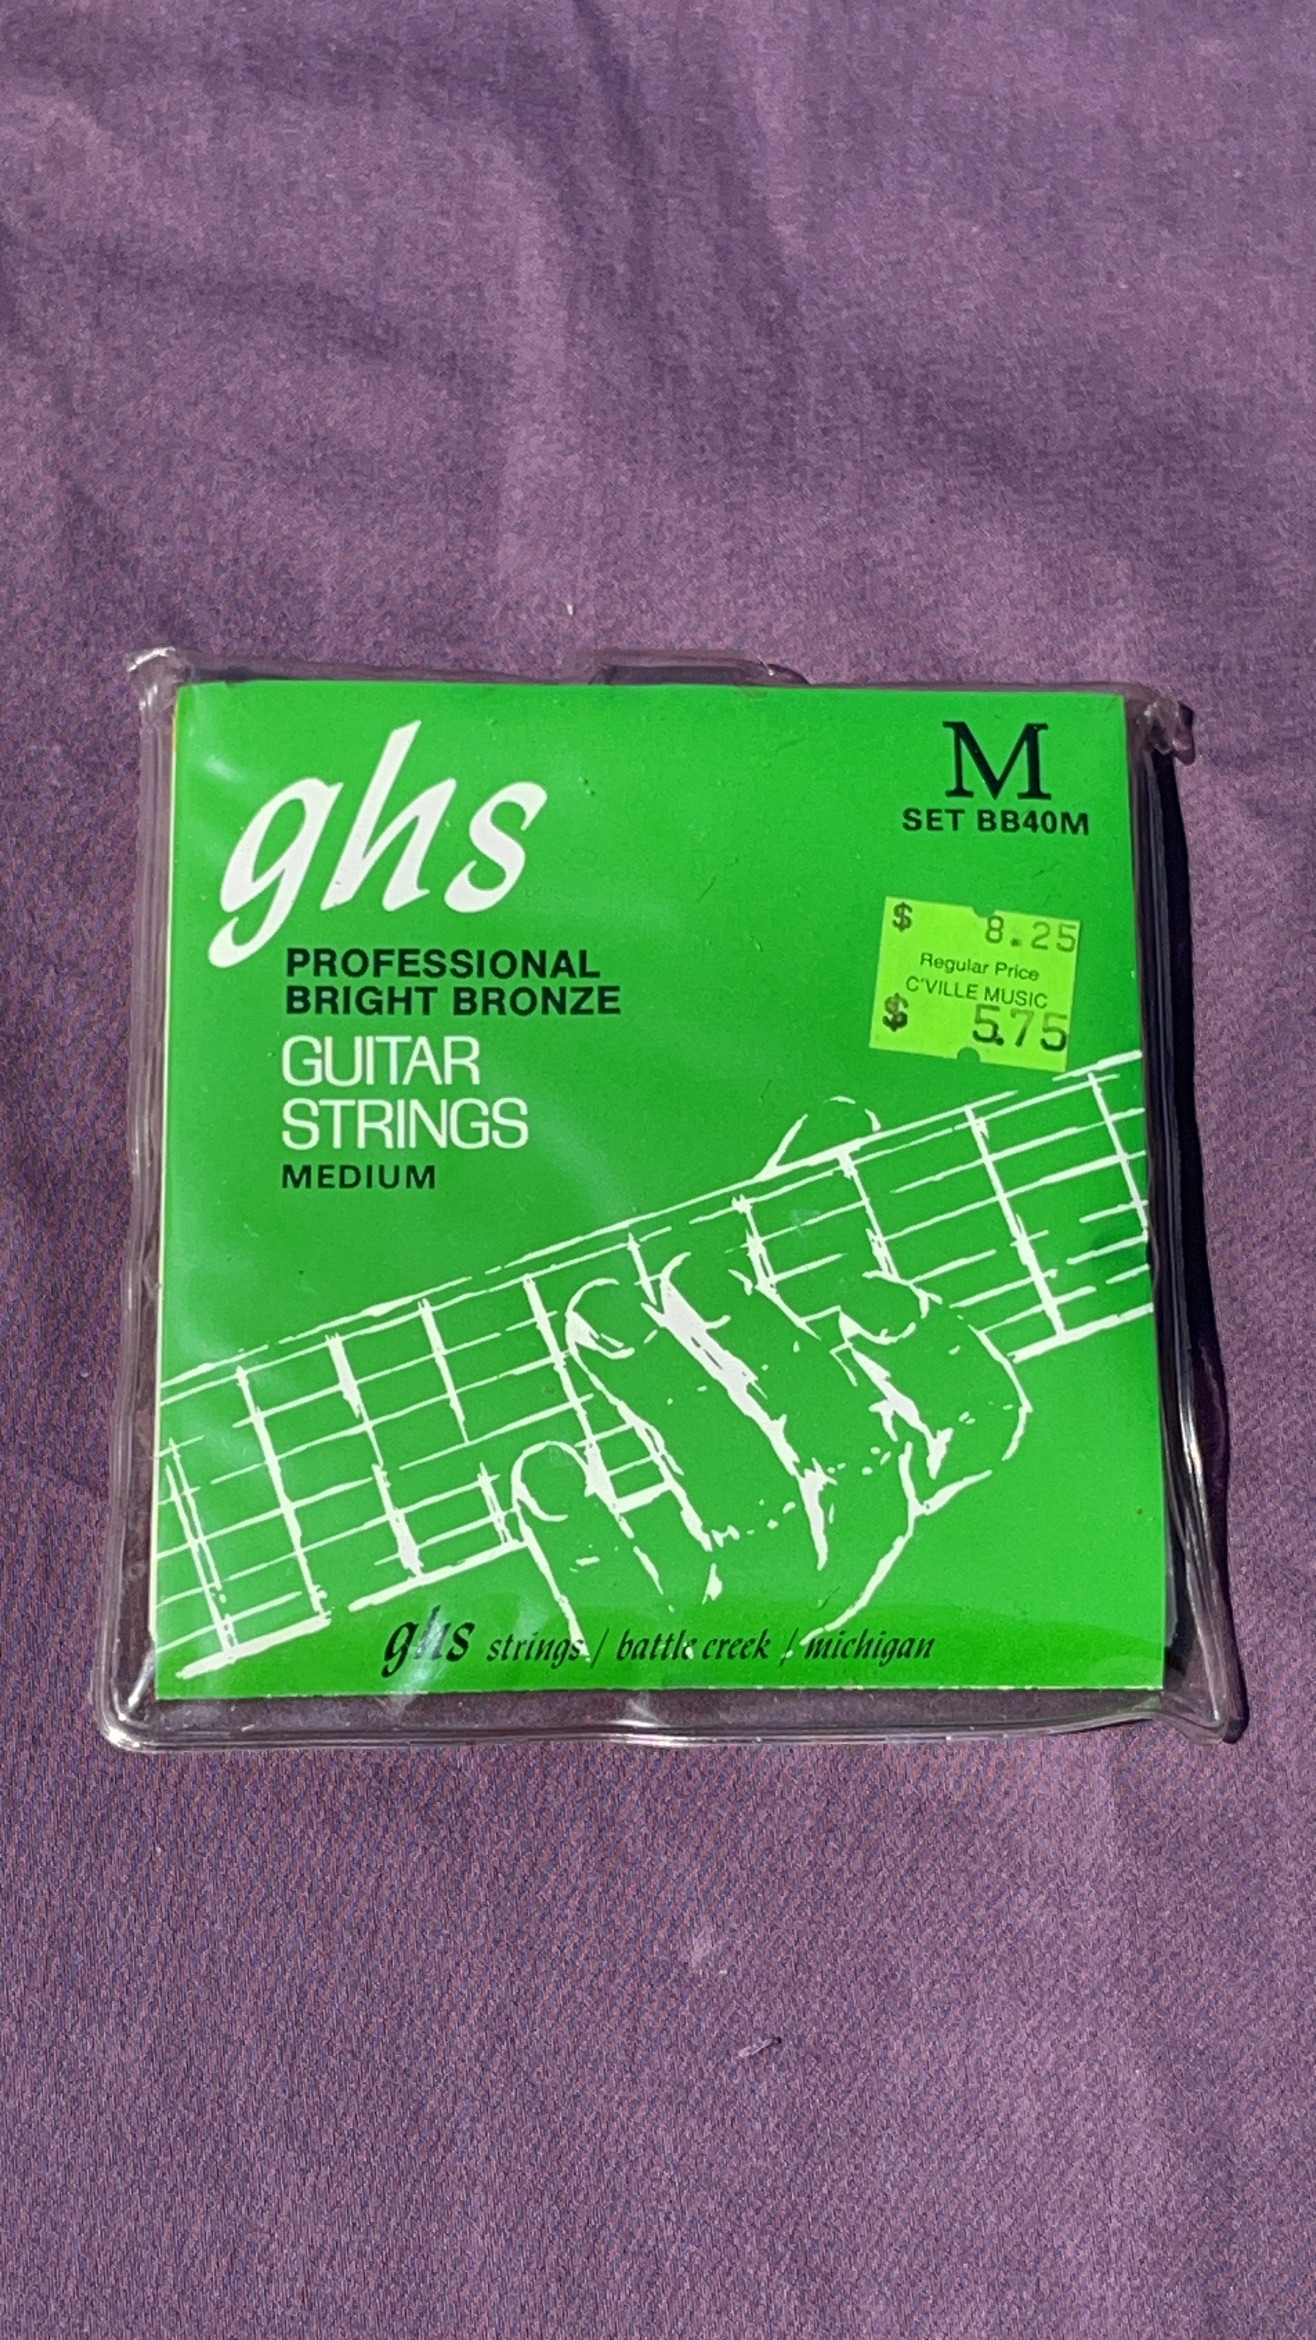 ghs
M
SET BB40M
PROFESSIONAL
BRIGHT BRONZE
GUITAR
STRINGS
MEDIUM
$ 8.25
Regular Price
C'VILLE MUSIC
$ 5.75
ghs strings / battle creek / michigan